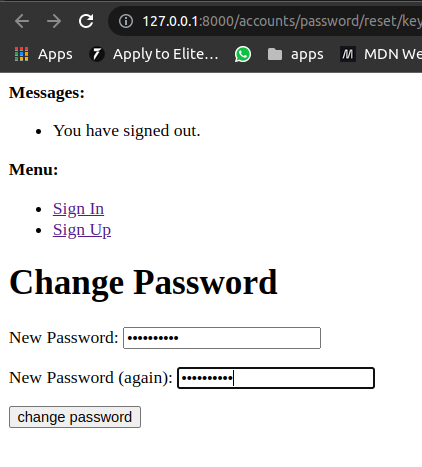 127.0.0.1:8000/accounts/password/reset/key
Apps Apply to Elite… apps MDN We
Messages:
You have signed out.
Menu:
Sign In
Sign Up
Change Password
New Password: ••••••••••
New Password (again): ••••••••••
change password